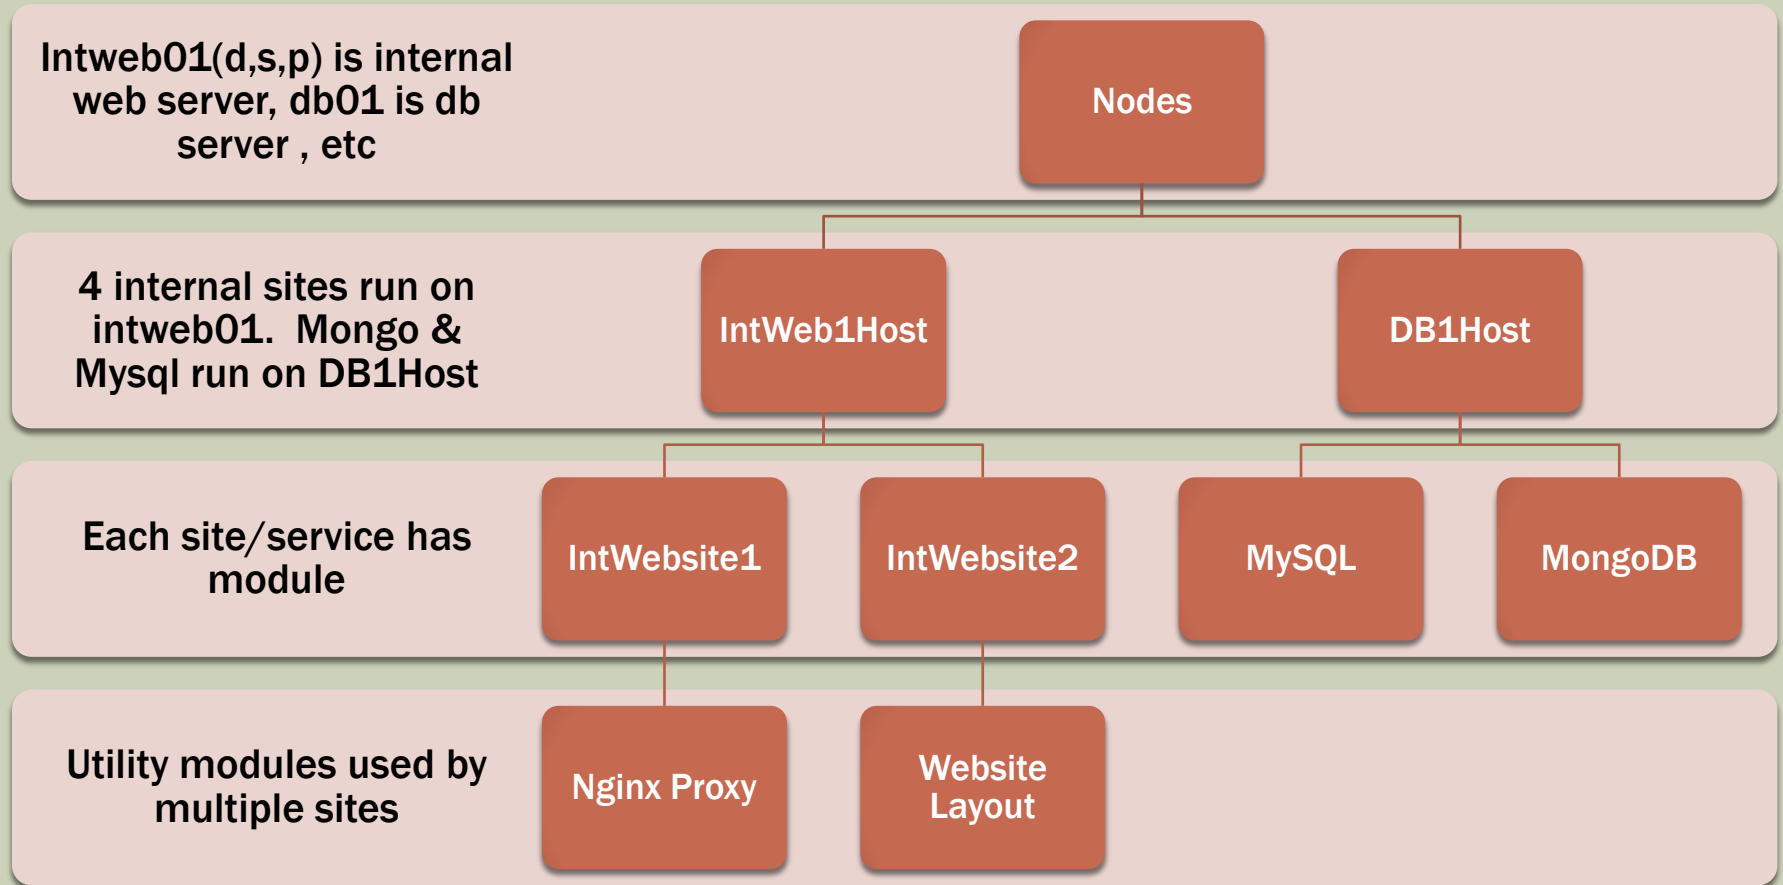 Intweb01(d,s,p) is internal
web server, db01 is db
server , etc
Nodes
4 internal sites run on
intweb01.  Mongo &
Mysql run on DB1Host
IntWeb1Host
DB1Host
Each site/service has
module
IntWebsite1
IntWebsite2
MySQL
MongoDB
Utility modules used by
multiple sites
Nginx Proxy
Website
Layout